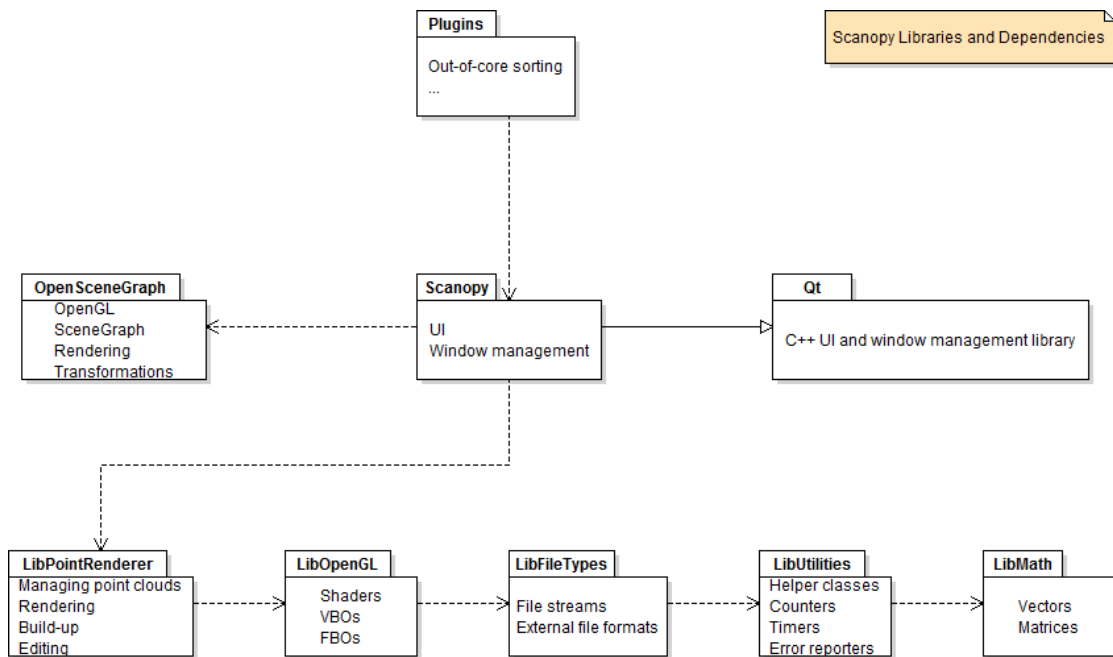 Plugins
Out-of-core sorting
...
Scanopy Libraries and Dependencies
OpenSceneGraph
OpenGL
SceneGraph
Rendering
Transformations
Scanopy
UI
Window management
Qt
C++ UI and window management library
LibPointRenderer
Managing point clouds
Rendering
Build-up
Editing
LibOpenGL
Shaders
VBOs
FBOs
LibFileTypes
File streams
External file formats
LibUtilities
Helper classes
Counters
Timers
Error reporters
LibMath
Vectors
Matrices